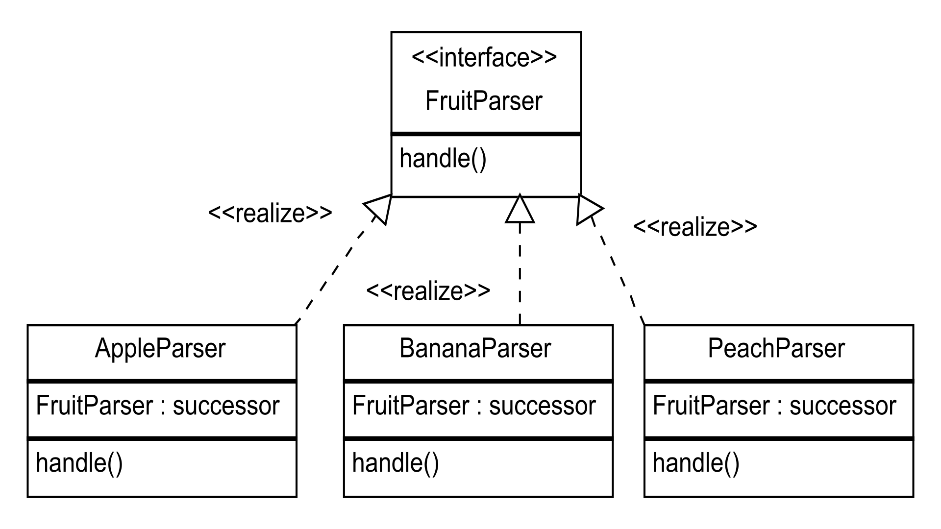 <<interface>>
FruitParser
handle()
<<realize>>
<<realize>>
<<realize>>
AppleParser
FruitParser : successor
handle()
BananaParser
FruitParser : successor
handle()
PeachParser
FruitParser : successor
handle()